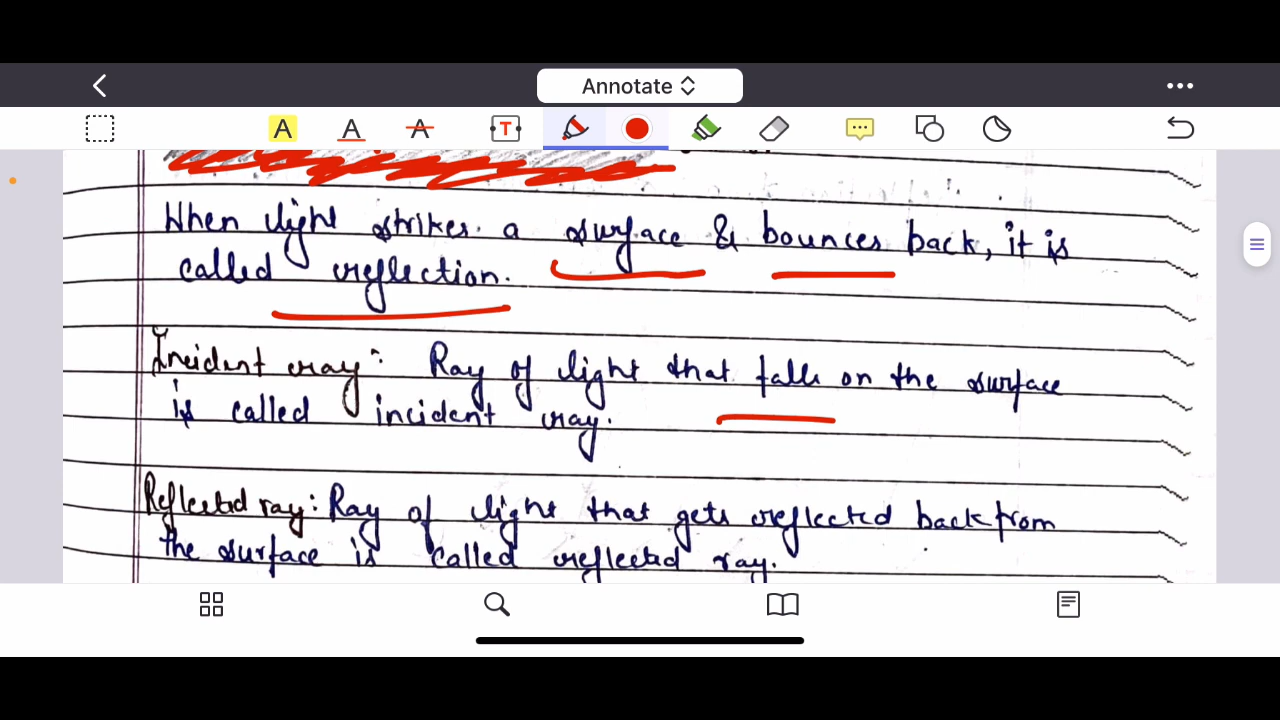 Annotate
A A A T
When light strikes a surface & bounces back, it is
called reflection.
Incident ray: Ray of light that falls on the surface
is called incident ray.
Reflected ray: Ray of light that gets reflected back from
the surface is called reflected ray.